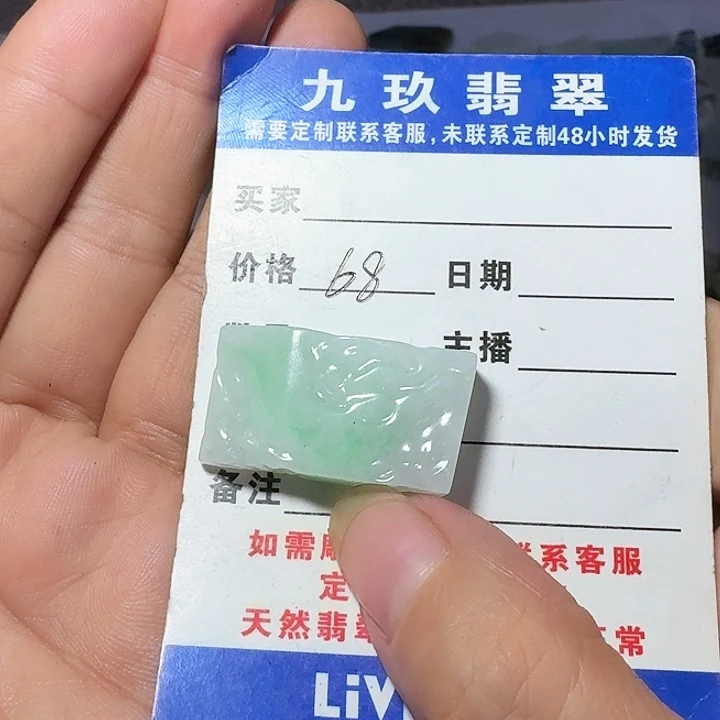 九玖翡翠
需要定制联系客服,未联系定制48小时发货
买家
价格 68 日期
主播
备注
如需 联系客服
定
天然翡翠 常
LiV